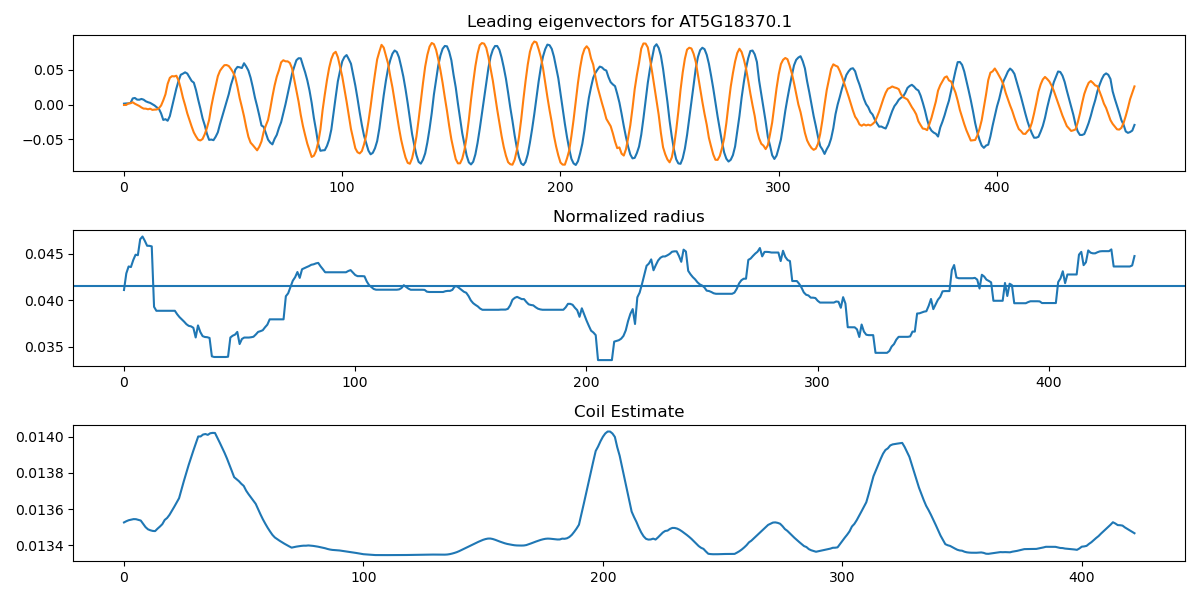 Leading eigenvectors for AT5G18370.1
0.05
0.00
−0.05
0 100 200 300 400
Normalized radius
0.045
0.040
0.035
0 100 200 300 400
Coil Estimate
0.0140
0.0138
0.0136
0.0134
0 100 200 300 400